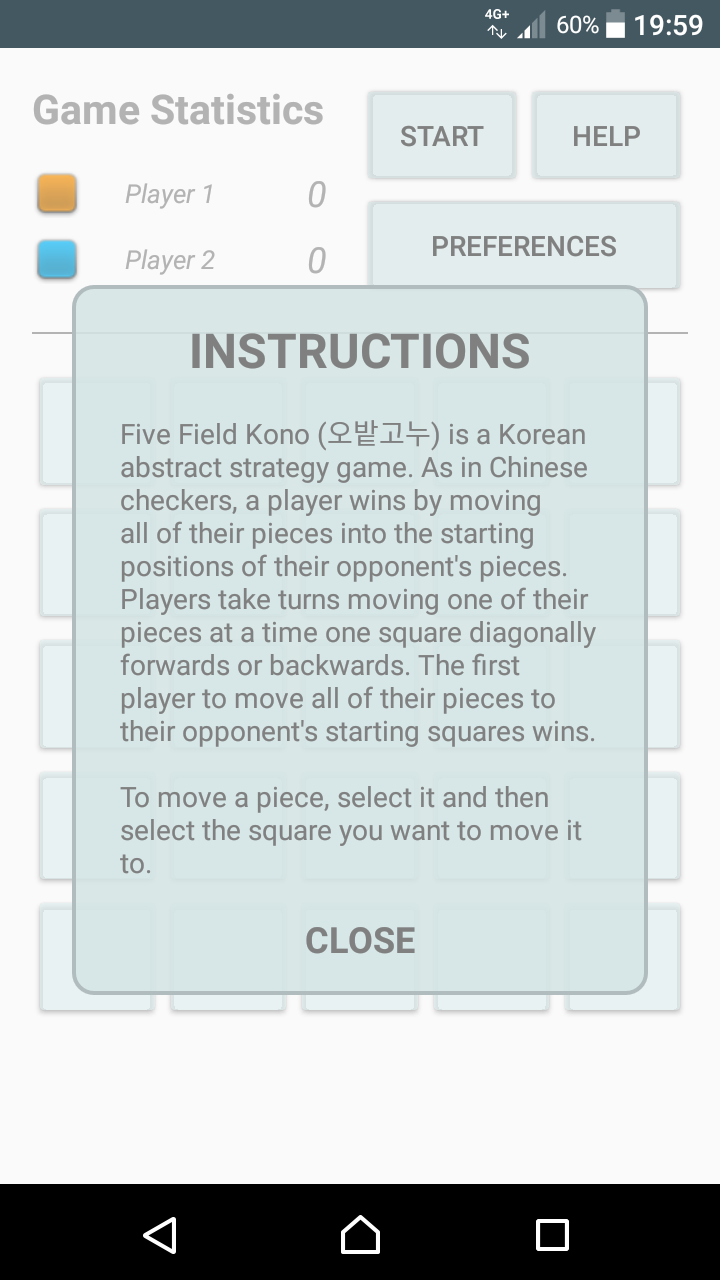 4G+ 60% 19:59
Game Statistics
START HELP
Player 1 0
Player 2 0
PREFERENCES
INSTRUCTIONS
Five Field Kono (오밭고누) is a Korean
abstract strategy game. As in Chinese
checkers, a player wins by moving
all of their pieces into the starting
positions of their opponent's pieces.
Players take turns moving one of their
pieces at a time one square diagonally
forwards or backwards. The first
player to move all of their pieces to
their opponent's starting squares wins.
To move a piece, select it and then
select the square you want to move it
to.
CLOSE